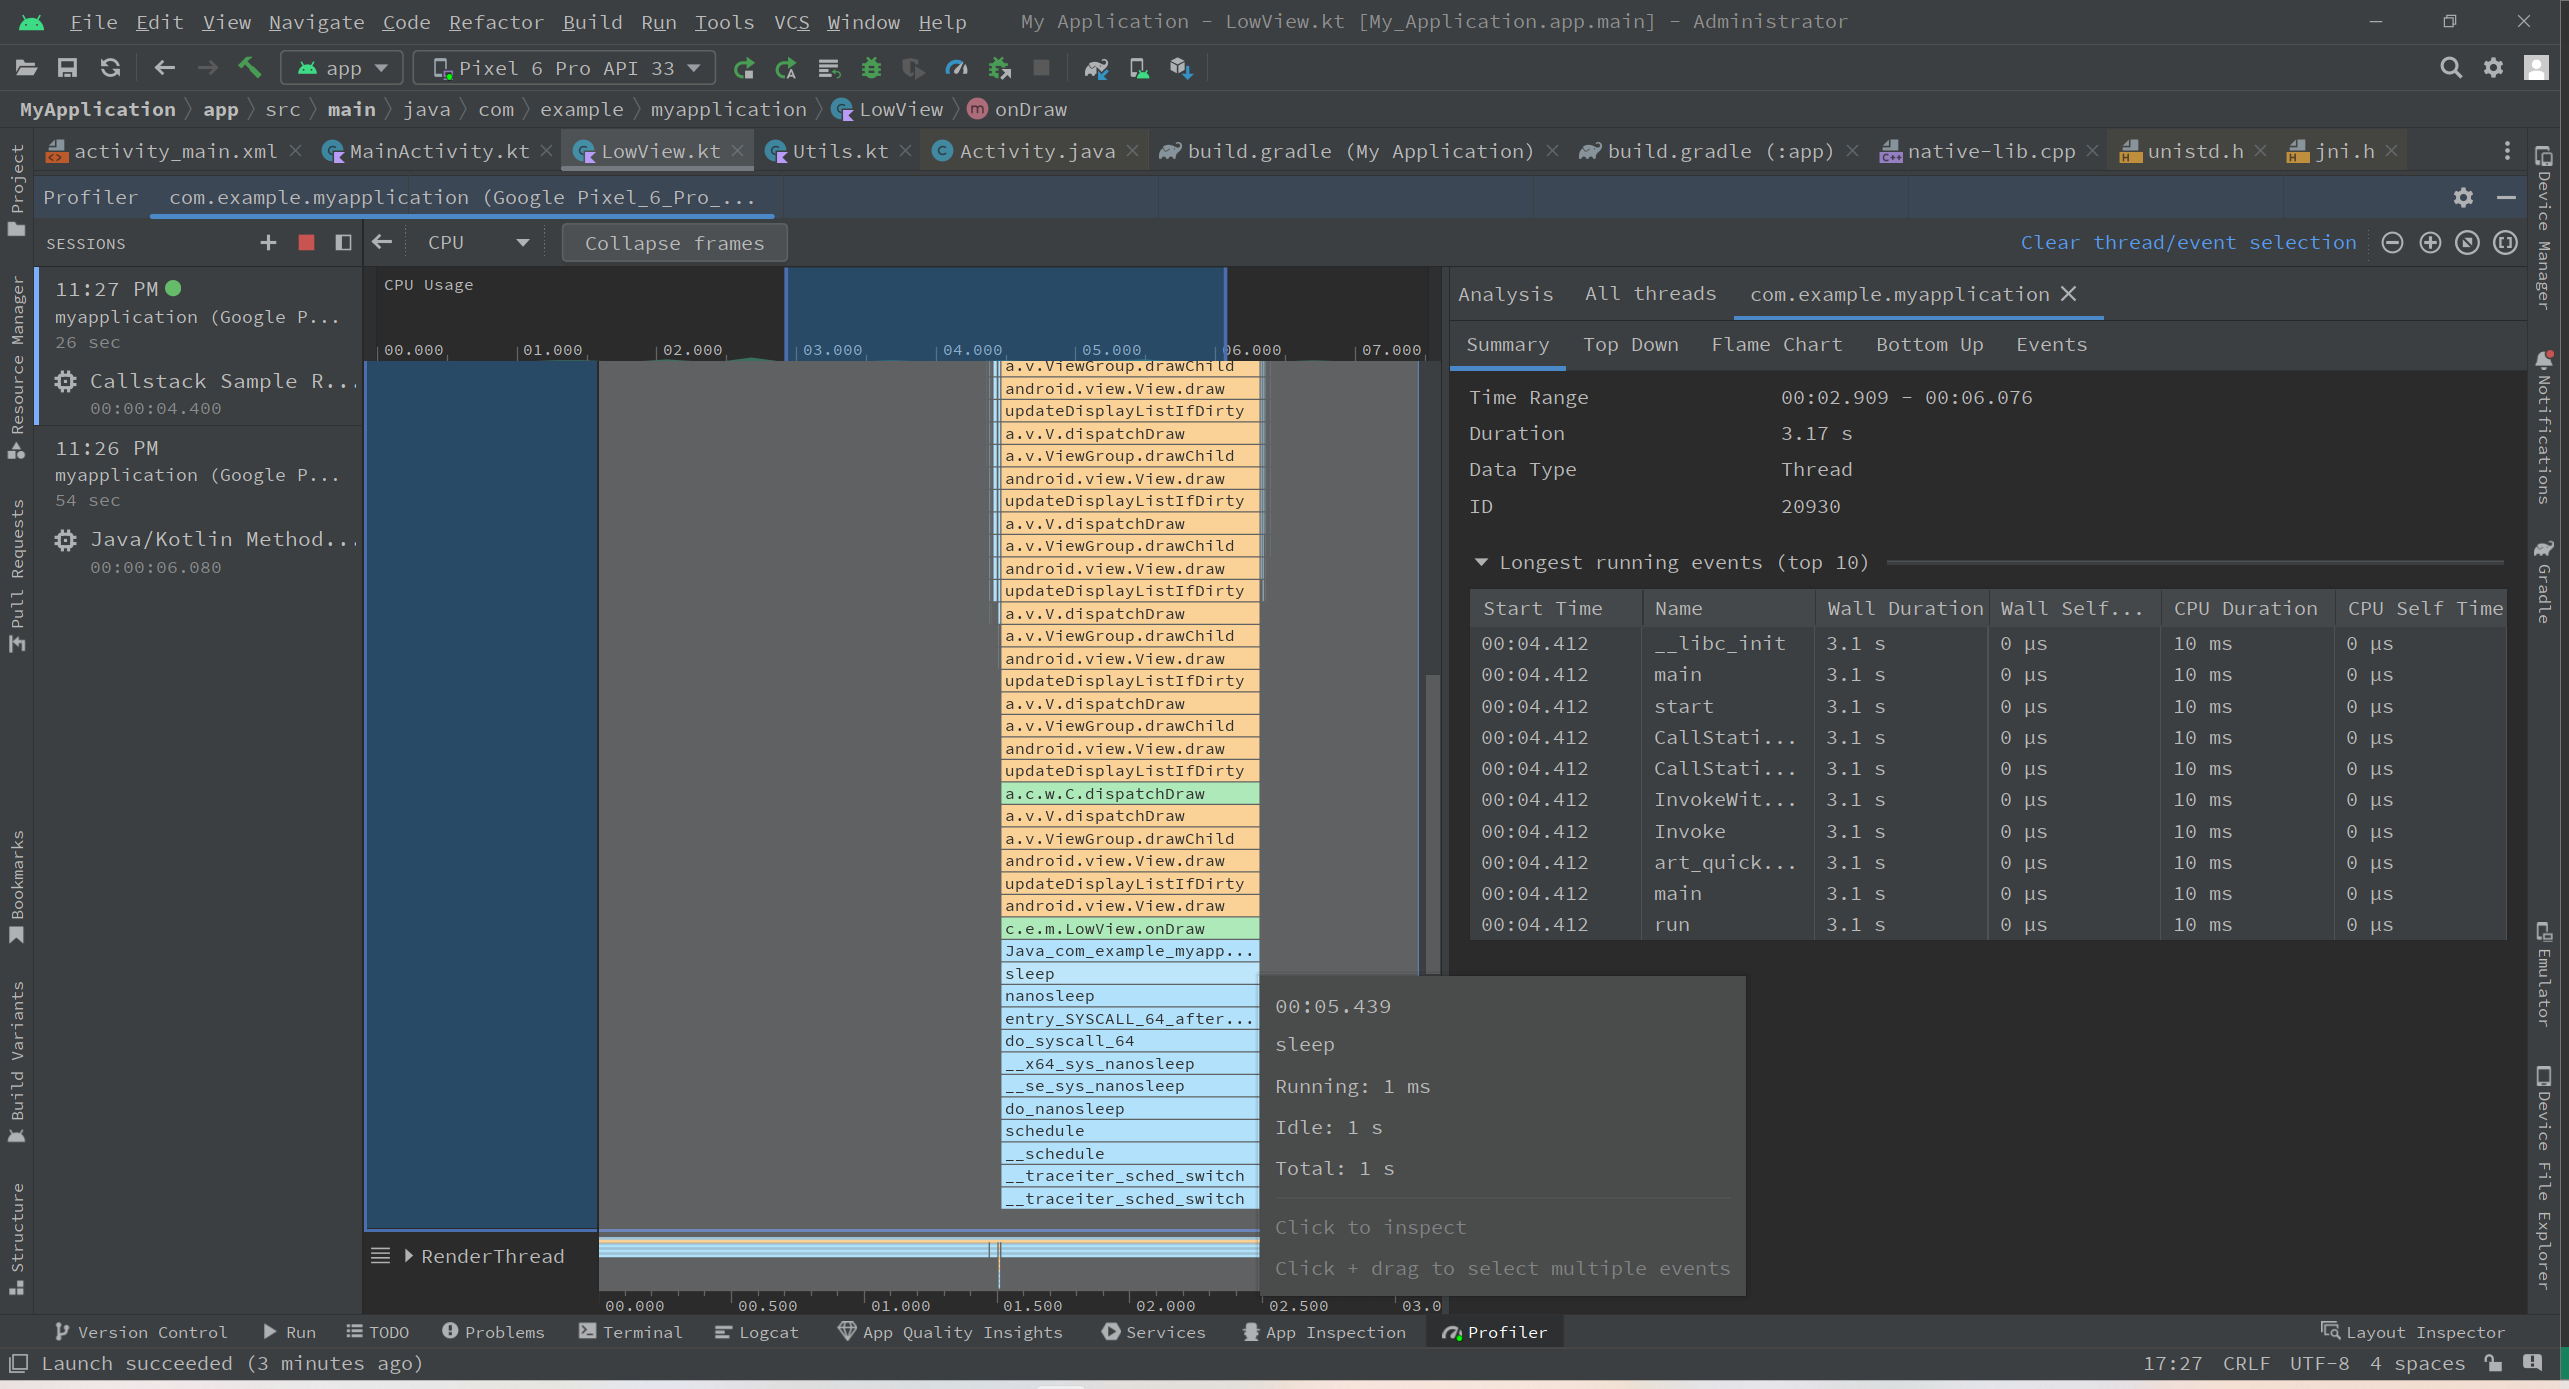 File Edit View Navigate Code Refactor Build Run Tools VCS Window Help My Application - LowView.kt [My_Application.app.main] - Administrator
app Pixel 6 Pro API 33
MyApplication app src main java com example myapplication LowView onDraw
activity_main.xml MainActivity.kt LowView.kt Utils.kt Activity.java build.gradle (My Application) build.gradle (:app) native-lib.cpp unistd.h jni.h
Profiler com.example.myapplication (Google Pixel_6_Pro_...
SESSIONS CPU Collapse frames Clear thread/event selection
11:27 PM
myapplication (Google P...
26 sec
Callstack Sample R...
00:00:04.400
11:26 PM
myapplication (Google P...
54 sec
Java/Kotlin Method...
00:00:06.080
CPU Usage
00.000 01.000 02.000 03.000 04.000 05.000 06.000 07.000
a.v.ViewGroup.drawChild
android.view.View.draw
updateDisplayListIfDirty
a.v.V.dispatchDraw
a.v.ViewGroup.drawChild
android.view.View.draw
updateDisplayListIfDirty
a.v.V.dispatchDraw
a.v.ViewGroup.drawChild
android.view.View.draw
updateDisplayListIfDirty
a.v.V.dispatchDraw
a.v.ViewGroup.drawChild
android.view.View.draw
updateDisplayListIfDirty
a.v.V.dispatchDraw
a.v.ViewGroup.drawChild
android.view.View.draw
updateDisplayListIfDirty
a.c.w.C.dispatchDraw
a.v.V.dispatchDraw
a.v.ViewGroup.drawChild
android.view.View.draw
updateDisplayListIfDirty
android.view.View.draw
c.e.m.LowView.onDraw
Java_com_example_myapp...
sleep
nanosleep
entry_SYSCALL_64_after...
do_syscall_64
__x64_sys_nanosleep
__se_sys_nanosleep
do_nanosleep
schedule
__schedule
__traceiter_sched_switch
__traceiter_sched_switch
RenderThread
00.000 00.500 01.000 01.500 02.000 02.500 03.0
00:05.439
sleep
Running: 1 ms
Idle: 1 s
Total: 1 s
Click to inspect
Click + drag to select multiple events
Analysis All threads com.example.myapplication
Summary Top Down Flame Chart Bottom Up Events
Time Range 00:02.909 - 00:06.076
Duration 3.17 s
Data Type Thread
ID 20930
Longest running events (top 10)
Start Time Name Wall Duration Wall Self... CPU Duration CPU Self Time
00:04.412 __libc_init 3.1 s 0 μs 10 ms 0 μs
00:04.412 main 3.1 s 0 μs 10 ms 0 μs
00:04.412 start 3.1 s 0 μs 10 ms 0 μs
00:04.412 CallStati... 3.1 s 0 μs 10 ms 0 μs
00:04.412 CallStati... 3.1 s 0 μs 10 ms 0 μs
00:04.412 InvokeWit... 3.1 s 0 μs 10 ms 0 μs
00:04.412 Invoke 3.1 s 0 μs 10 ms 0 μs
00:04.412 art_quick... 3.1 s 0 μs 10 ms 0 μs
00:04.412 main 3.1 s 0 μs 10 ms 0 μs
00:04.412 run 3.1 s 0 μs 10 ms 0 μs
Project
Resource Manager
Pull Requests
Bookmarks
Build Variants
Structure
Device Manager
Notifications
Gradle
Emulator
Device File Explorer
Version Control Run TODO Problems Terminal Logcat App Quality Insights Services App Inspection Profiler Layout Inspector
Launch succeeded (3 minutes ago) 17:27 CRLF UTF-8 4 spaces